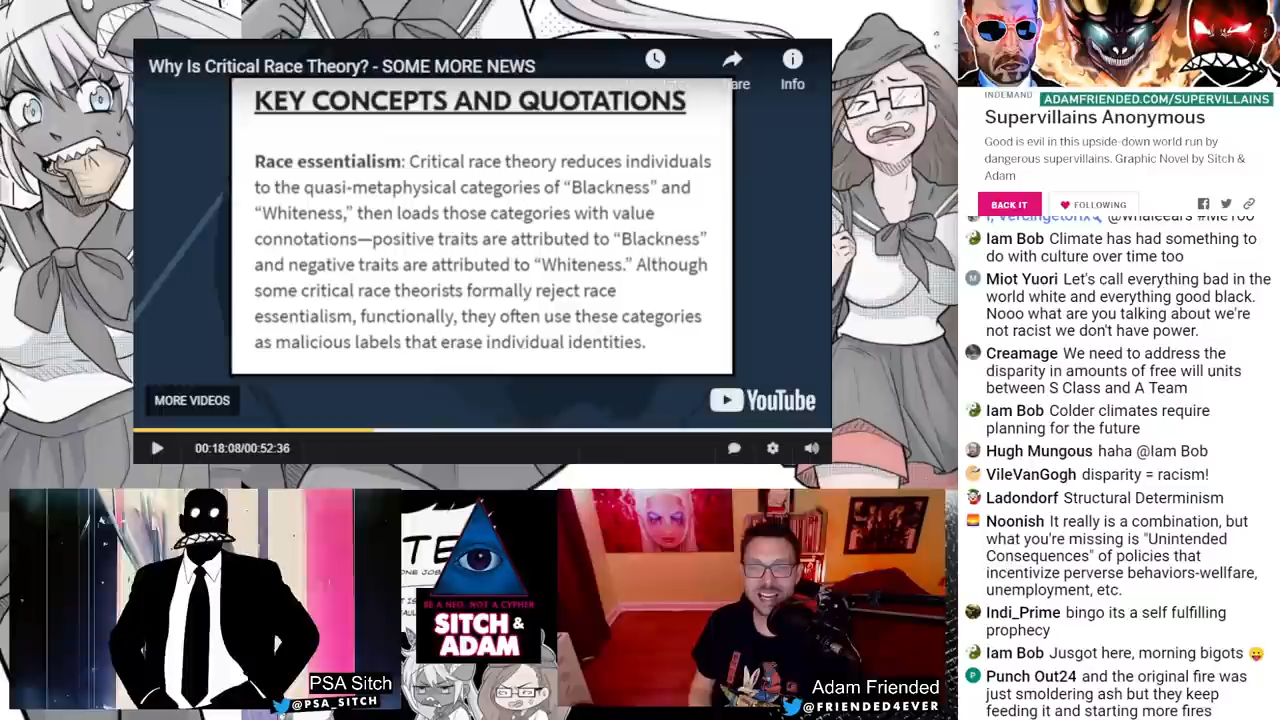 Why Is Critical Race Theory? - SOME MORE NEWS
Info
KEY CONCEPTS AND QUOTATIONS
Race essentialism: Critical race theory reduces individuals
to the quasi-metaphysical categories of “Blackness” and
“Whiteness,” then loads those categories with value
connotations—positive traits are attributed to “Blackness”
and negative traits are attributed to “Whiteness.” Although
some critical race theorists formally reject race
essentialism, functionally, they often use these categories
as malicious labels that erase individual identities.
MORE VIDEOS
YouTube
00:18:08/00:52:36
BE A NEO, NOT A CYPHER
SITCH &
ADAM
PSA Sitch
@PSA_SITCH
Adam Friended
@FRIENDED4EVER
INDEMAND
ADAMFRIENDED.COM/SUPERVILLAINS
Supervillains Anonymous
Good is evil in this upside-down world run by
dangerous supervillains. Graphic Novel by Sitch &
Adam
BACK IT
FOLLOWING
Iam Bob Climate has had something to
do with culture over time too
Miot Yuori Let's call everything bad in the
world white and everything good black.
Nooo what are you talking about we're
not racist we don't have power.
Creamage We need to address the
disparity in amounts of free will units
between S Class and A Team
Iam Bob Colder climates require
planning for the future
Hugh Mungous haha @Iam Bob
VileVanGogh disparity = racism!
Ladondorf Structural Determinism
Noonish It really is a combination, but
what you're missing is "Unintended
Consequences" of policies that
incentivize perverse behaviors-wellfare,
unemployment, etc.
Indi_Prime bingo its a self fulfilling
prophecy
Iam Bob Jusgot here, morning bigots
Punch Out24 and the original fire was
just smoldering ash but they keep
feeding it and starting more fires